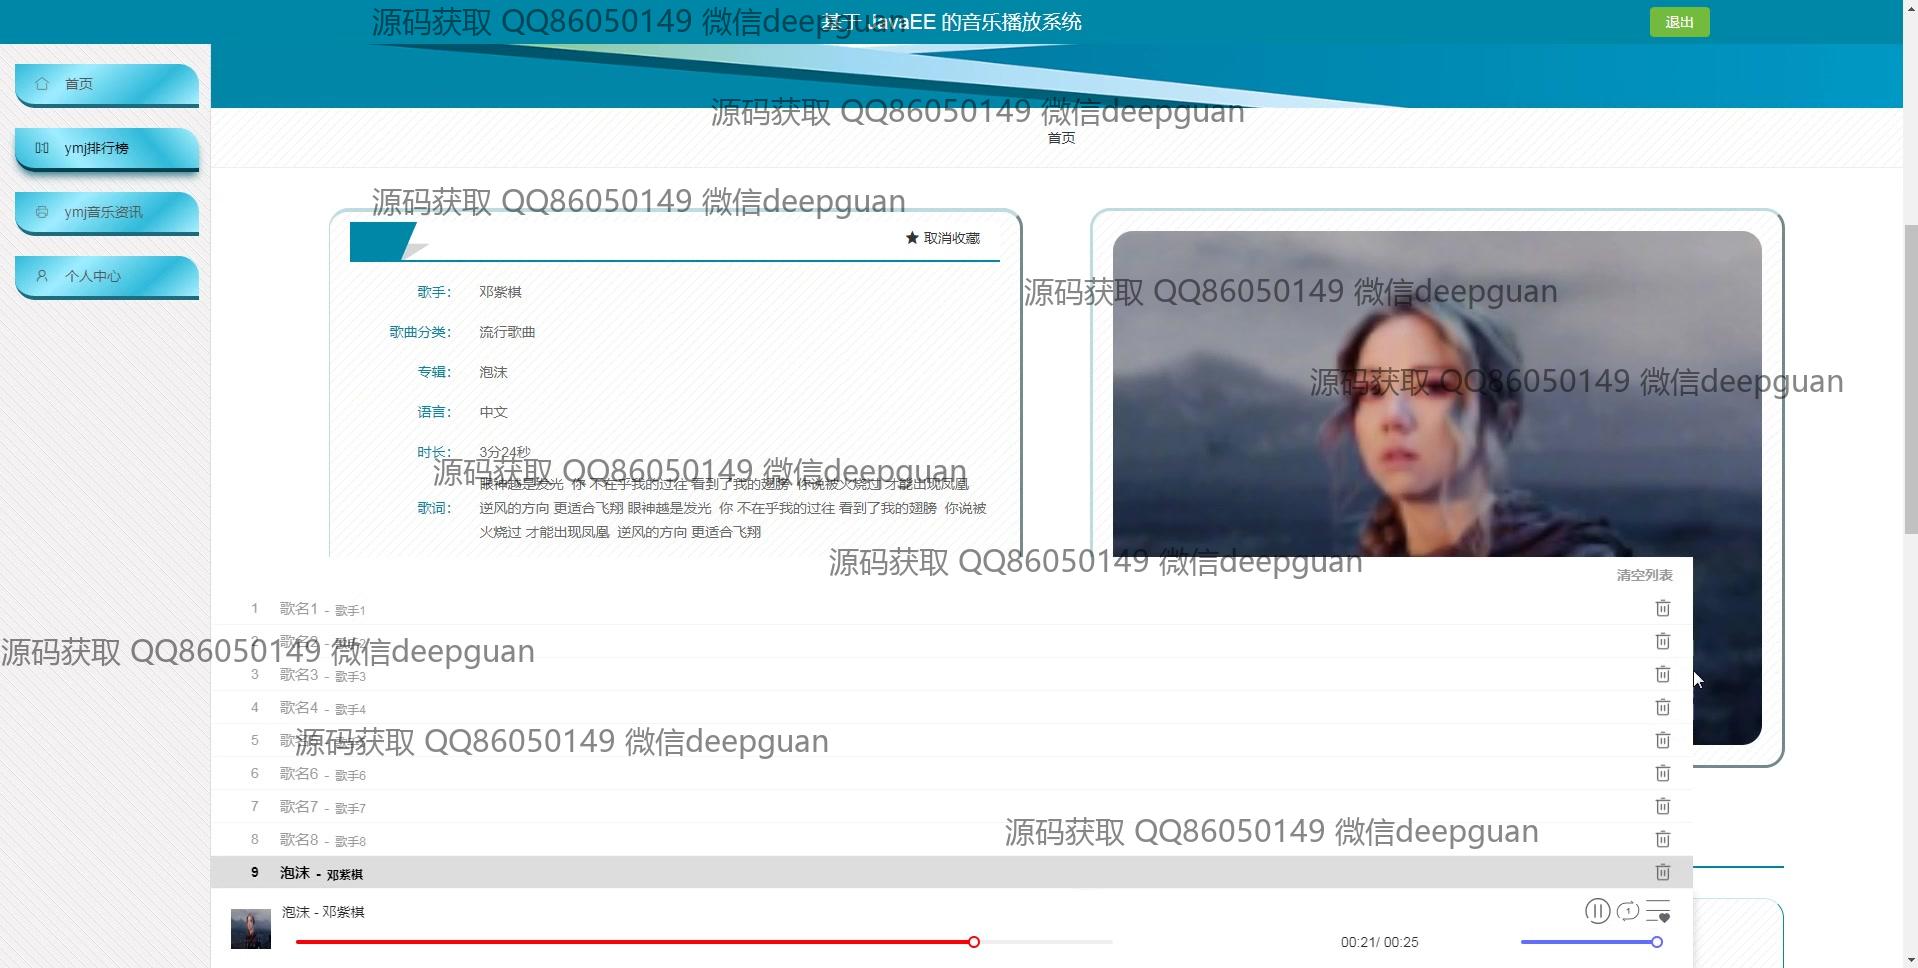 基于 JavaEE 的音乐播放系统
退出
源码获取 QQ86050149 微信deepguan
首页
ymj排行榜
ymj音乐资讯
个人中心
源码获取 QQ86050149 微信deepguan
首页
源码获取 QQ86050149 微信deepguan
取消收藏
歌手： 邓紫棋
歌曲分类： 流行歌曲
专辑： 泡沫
语言： 中文
时长： 3分24秒
源码获取 QQ86050149 微信deepguan
歌词：
眼神越是发光 你 不在乎我的过往 看到了我的翅膀 你说被火烧过 才能出现凤凰
逆风的方向 更适合飞翔 眼神越是发光 你 不在乎我的过往 看到了我的翅膀 你说被
火烧过 才能出现凤凰 逆风的方向 更适合飞翔
源码获取 QQ86050149 微信deepguan
源码获取 QQ86050149 微信deepguan
源码获取 QQ86050149 微信deepguan
清空列表
1 歌名1 - 歌手1
2 歌名2 - 歌手2
源码获取 QQ86050149 微信deepguan
3 歌名3 - 歌手3
4 歌名4 - 歌手4
5
源码获取 QQ86050149 微信deepguan
6 歌名6 - 歌手6
7 歌名7 - 歌手7
8 歌名8 - 歌手8
源码获取 QQ86050149 微信deepguan
9 泡沫 - 邓紫棋
泡沫 - 邓紫棋
1
00:21/ 00:25